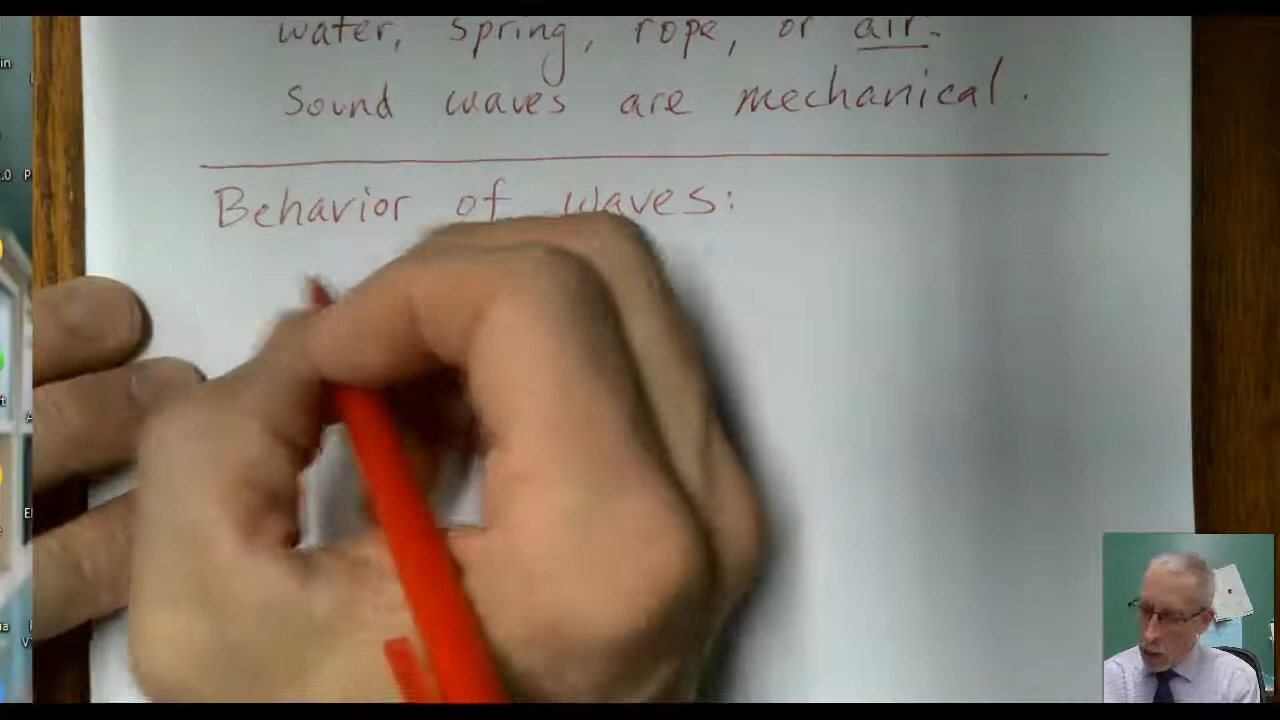 water, spring, rope, or air.
Sound waves are mechanical.
Behavior of waves: